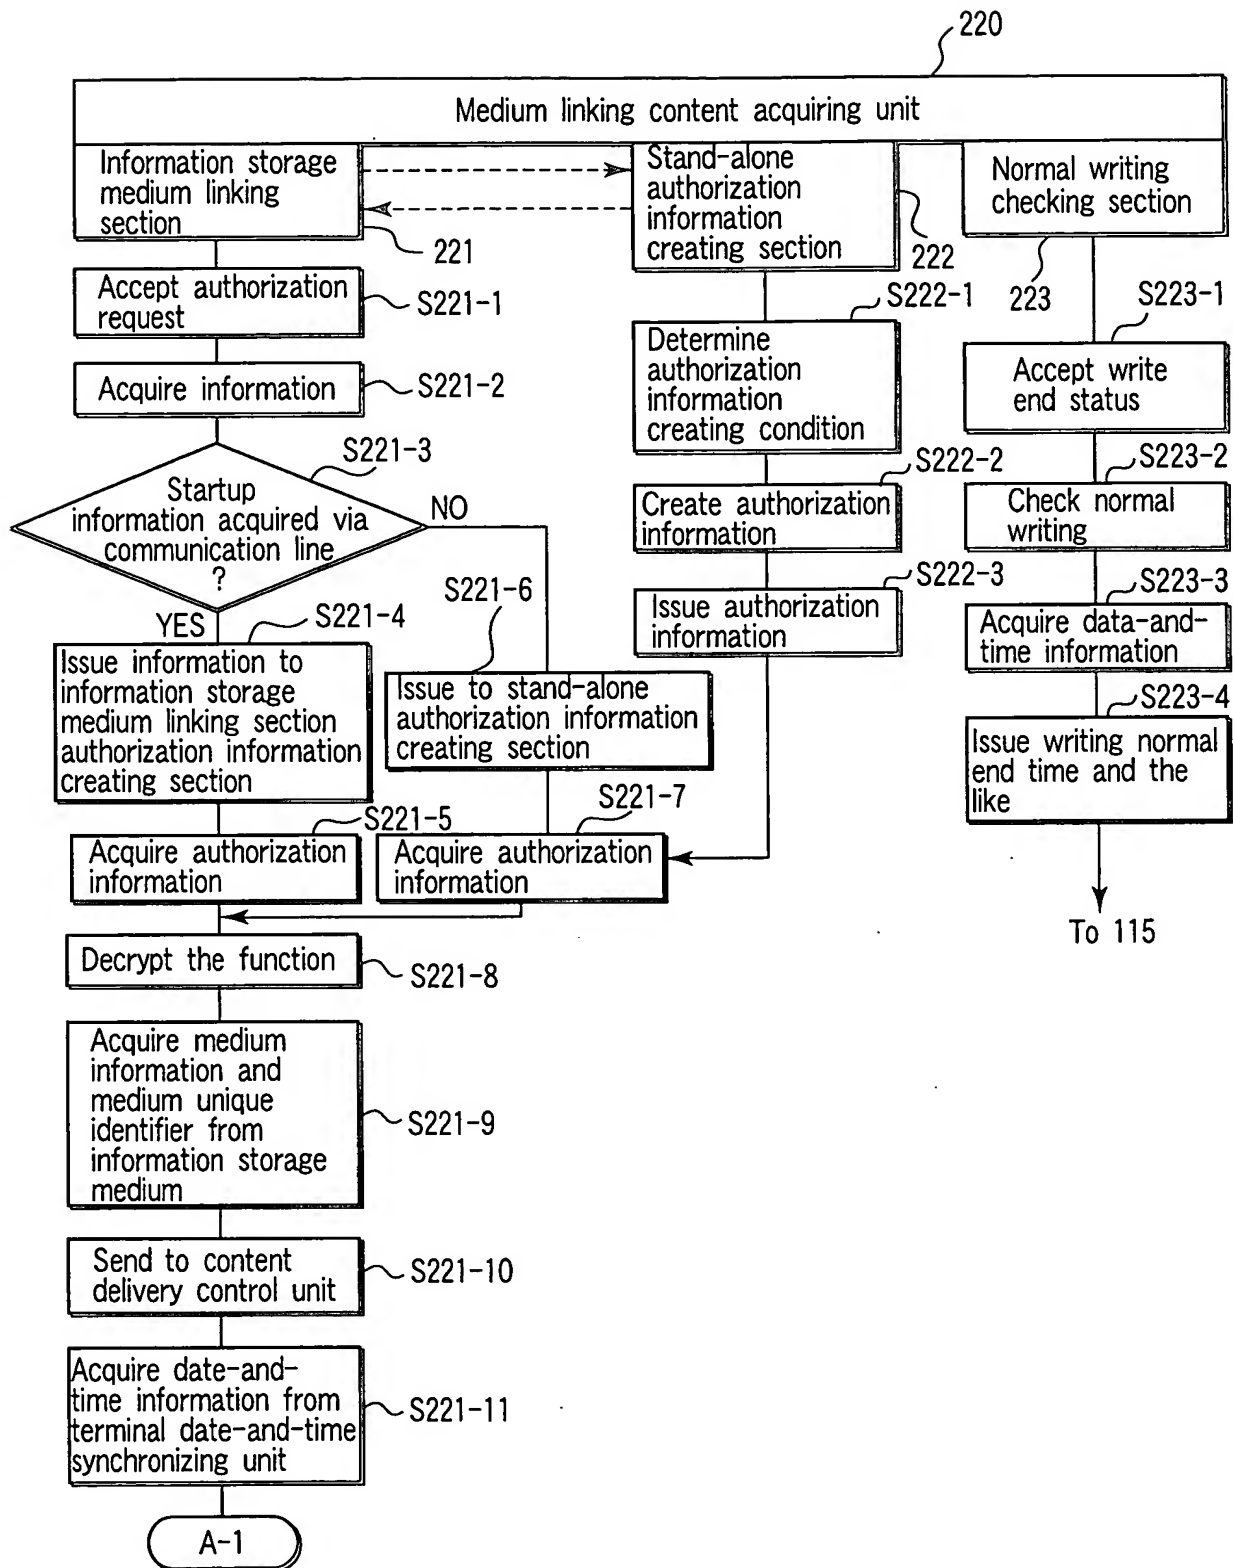 220
Medium linking content acquiring unit
Information storage
medium linking
section
221
Stand-alone
authorization
information
creating section
222
Normal writing
checking section
223
Accept authorization
request
S221-1
Acquire information
S221-2
Startup
information acquired via
communication line
?
S221-3
NO
YES
S221-4
Issue information to
information storage
medium linking section
authorization information
creating section
S221-5
Acquire authorization
information
S221-6
Issue to stand-alone
authorization information
creating section
S221-7
Acquire authorization
information
Decrypt the function
S221-8
Acquire medium
information and
medium unique
identifier from
information storage
medium
S221-9
Send to content
delivery control unit
S221-10
Acquire date-and-
time information from
terminal date-and-time
synchronizing unit
S221-11
A-1
S222-1
Determine
authorization
information
creating condition
S222-2
Create authorization
information
S222-3
Issue authorization
information
S223-1
Accept write
end status
S223-2
Check normal
writing
S223-3
Acquire data-and-
time information
S223-4
Issue writing normal
end time and the
like
To 115